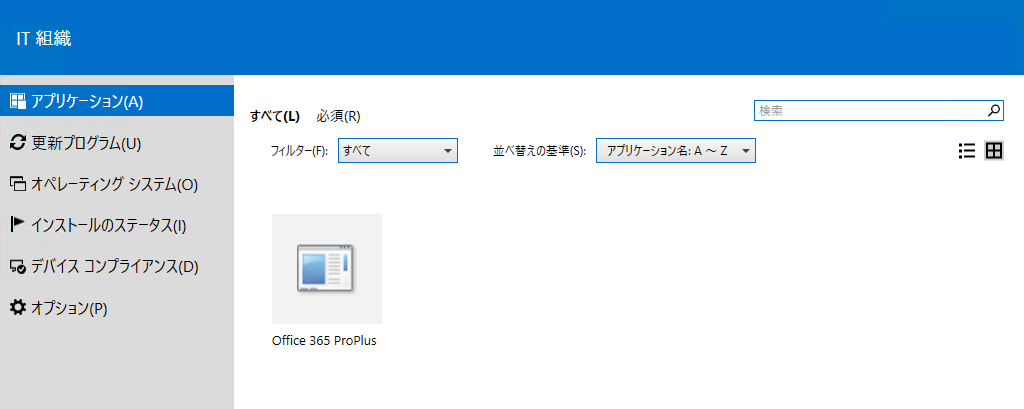 IT 組織
アプリケーション(A)
更新プログラム(U)
オペレーティング システム(O)
インストールのステータス(I)
デバイス コンプライアンス(D)
オプション(P)
すべて(L) 必須(R)
検索
フィルター(F): すべて 並べ替えの基準(S): アプリケーション名: A ～ Z
Office 365 ProPlus